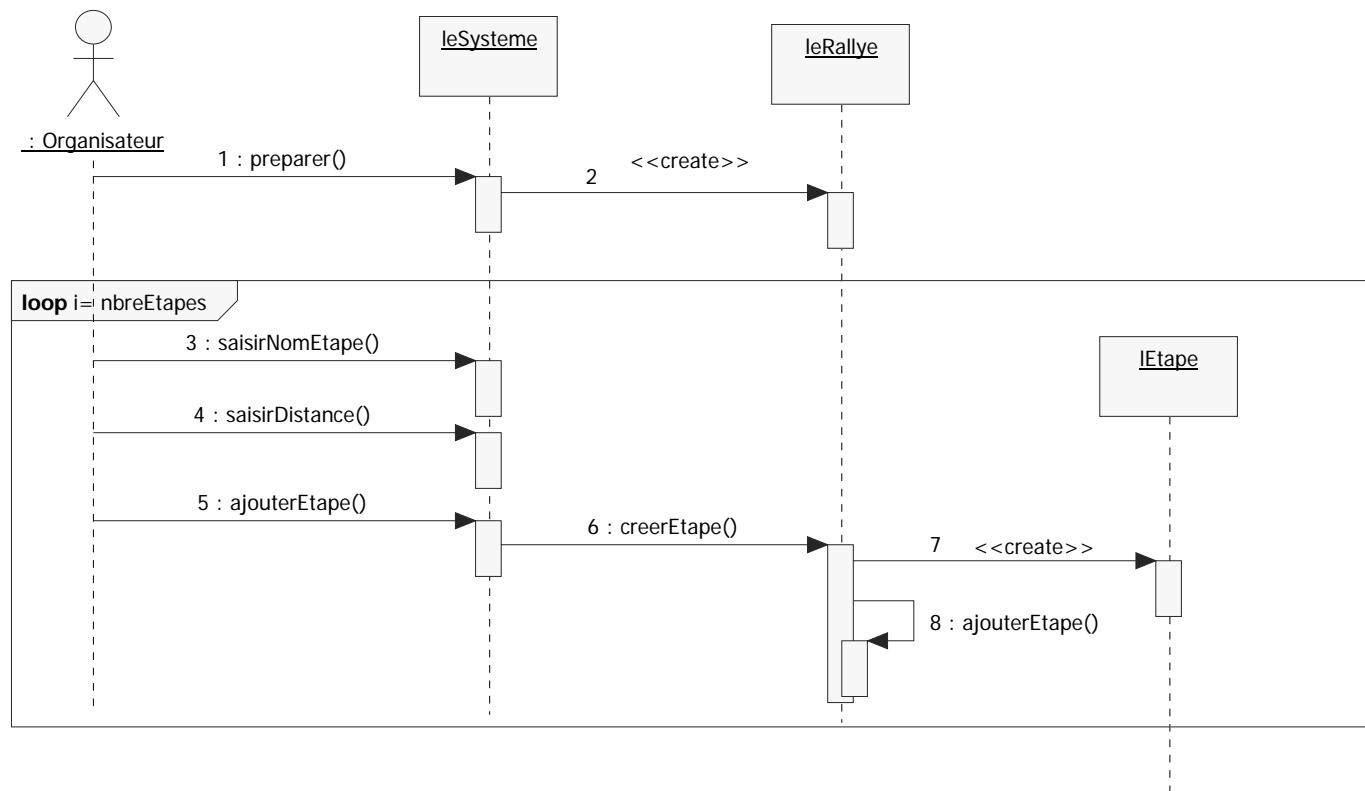 leSysteme
leRallye
: Organisateur
1 : preparer()
<<create>>
2
loop i= nbreEtapes
3 : saisirNomEtape()
lEtape
4 : saisirDistance()
5 : ajouterEtape()
6 : creerEtape()
7 <<create>>
8 : ajouterEtape()